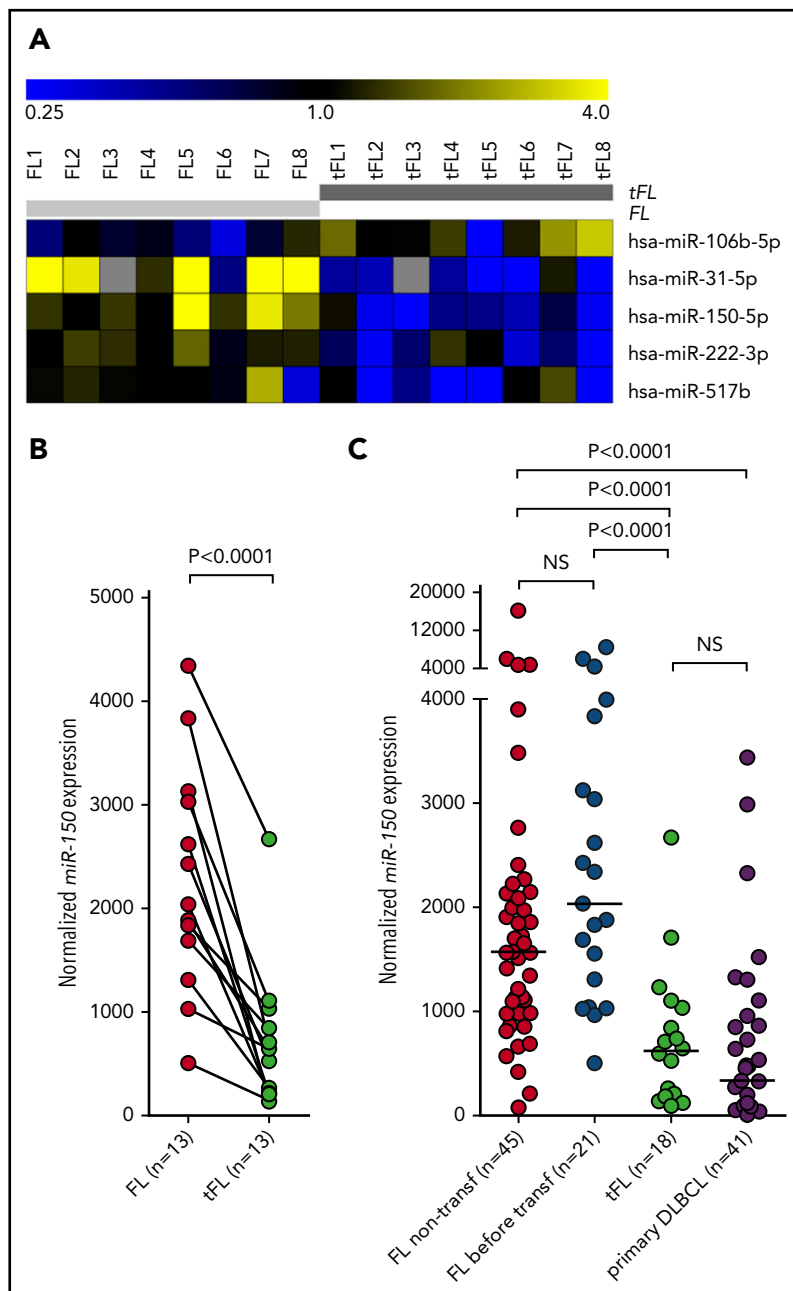 A
0.25 1.0 4.0
FL1 FL2 FL3 FL4 FL5 FL6 FL7 FL8 tFL1 tFL2 tFL3 tFL4 tFL5 tFL6 tFL7 tFL8
tFL
FL
hsa-miR-106b-5p
hsa-miR-31-5p
hsa-miR-150-5p
hsa-miR-222-3p
hsa-miR-517b
B
P<0.0001
Normalized miR-150 expression
5000
4000
3000
2000
1000
0
FL (n=13)
tFL (n=13)
C
P<0.0001
P<0.0001
P<0.0001
NS
NS
Normalized miR-150 expression
20000
12000
4000
4000
3000
2000
1000
0
FL non-transf (n=45)
FL before transf (n=21)
tFL (n=18)
primary DLBCL (n=41)